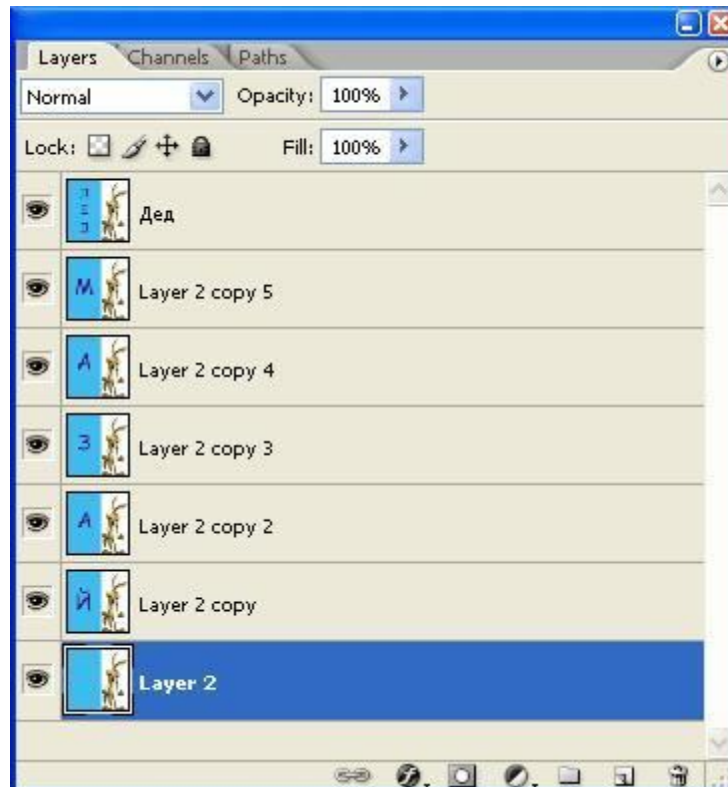 Layers Channels Paths
Normal Opacity: 100%
Lock: Fill: 100%
Д
Е
Д
Дед
М
Layer 2 copy 5
А
Layer 2 copy 4
З
Layer 2 copy 3
А
Layer 2 copy 2
Й
Layer 2 copy
Layer 2